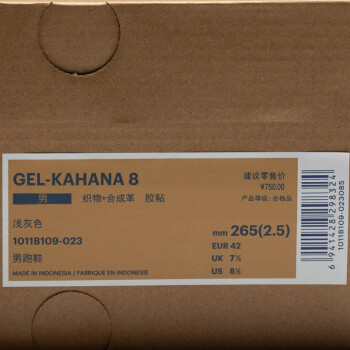 GEL-KAHANA 8
男 织物+合成革 胶粘
浅灰色
1011B109-023
男跑鞋
MADE IN INDONESIA / FABRIQUE EN INDONESIE
建议零售价
¥750.00
产品等级: 合格品
mm 265(2.5)
EUR 42
UK 7½
US 8½
6941428298324
1011B109-023085